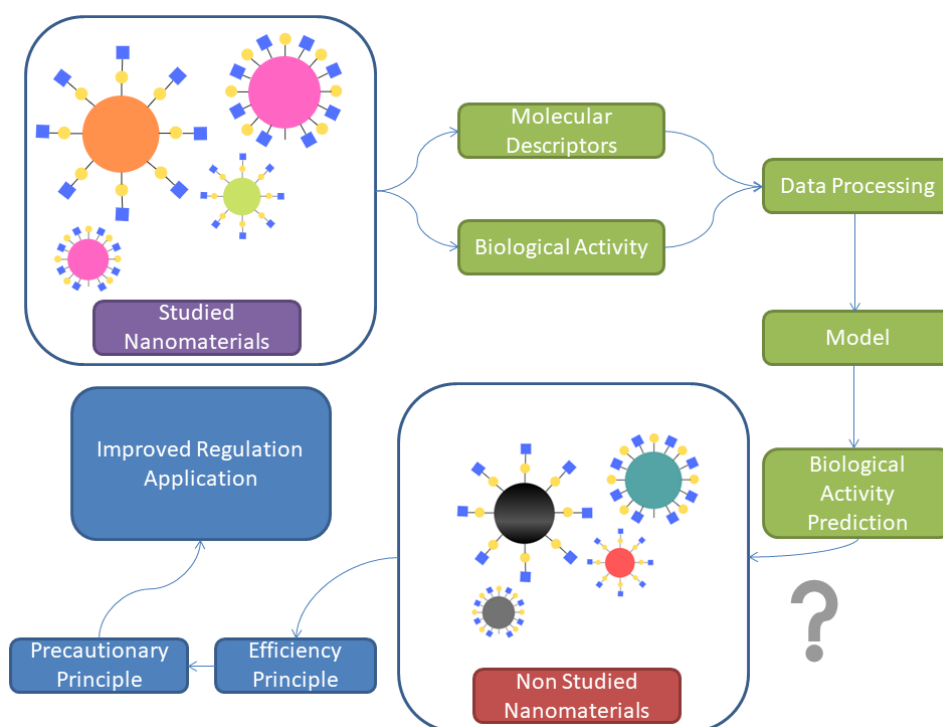 Molecular
Descriptors
Data Processing
Biological Activity
Studied
Nanomaterials
Model
Improved Regulation
Application
Biological
Activity
Prediction
?
Precautionary
Principle
Efficiency
Principle
Non Studied
Nanomaterials